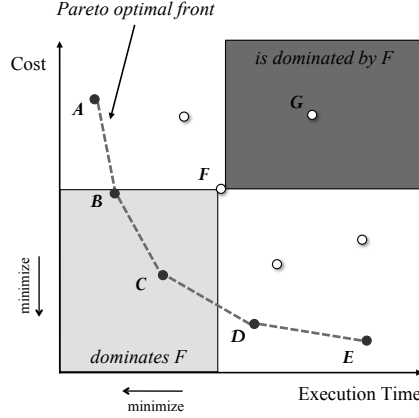 Pareto optimal front
Cost
is dominated by F
A
G
F
B
C
D
E
minimize
dominates F
Execution Time
minimize